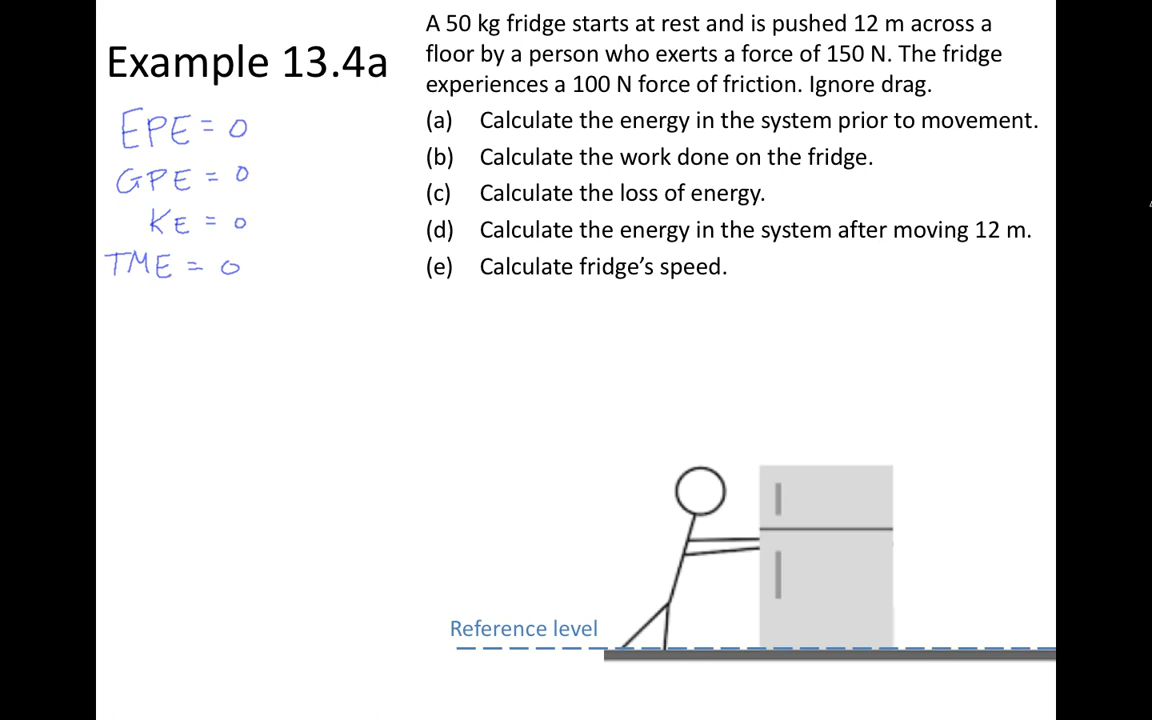 Example 13.4a
EPE = 0
GPE = 0
KE = 0
TME = 0
A 50 kg fridge starts at rest and is pushed 12 m across a
floor by a person who exerts a force of 150 N. The fridge
experiences a 100 N force of friction. Ignore drag.
(a) Calculate the energy in the system prior to movement.
(b) Calculate the work done on the fridge.
(c) Calculate the loss of energy.
(d) Calculate the energy in the system after moving 12 m.
(e) Calculate fridge’s speed.
Reference level